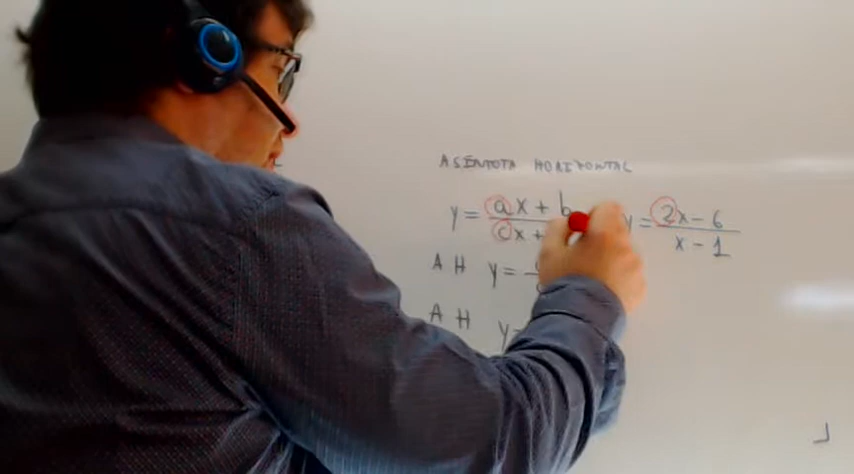 ASÍNTOTA HORIZONTAL
y = ax + b y = 2x - 6
cx + x - 1
A H y =
A H y